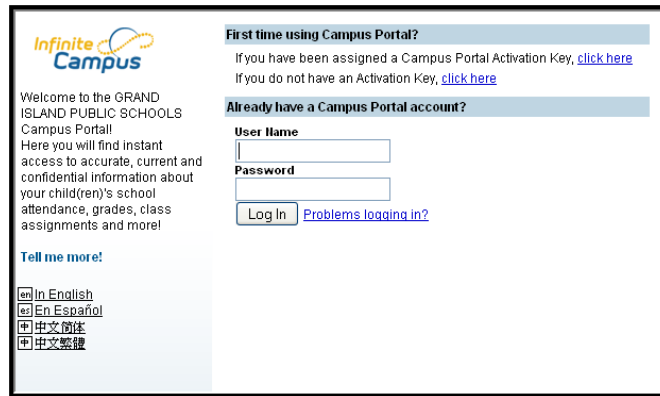 Infinite
Campus
Welcome to the GRAND
ISLAND PUBLIC SCHOOLS
Campus Portal!
Here you will find instant
access to accurate, current and
confidential information about
your child(ren)'s school
attendance, grades, class
assignments and more!
Tell me more!
en In English
es En Español
中 中文简体
中 中文繁體
First time using Campus Portal?
If you have been assigned a Campus Portal Activation Key, click here
If you do not have an Activation Key, click here
Already have a Campus Portal account?
User Name
Password
Log In Problems logging in?